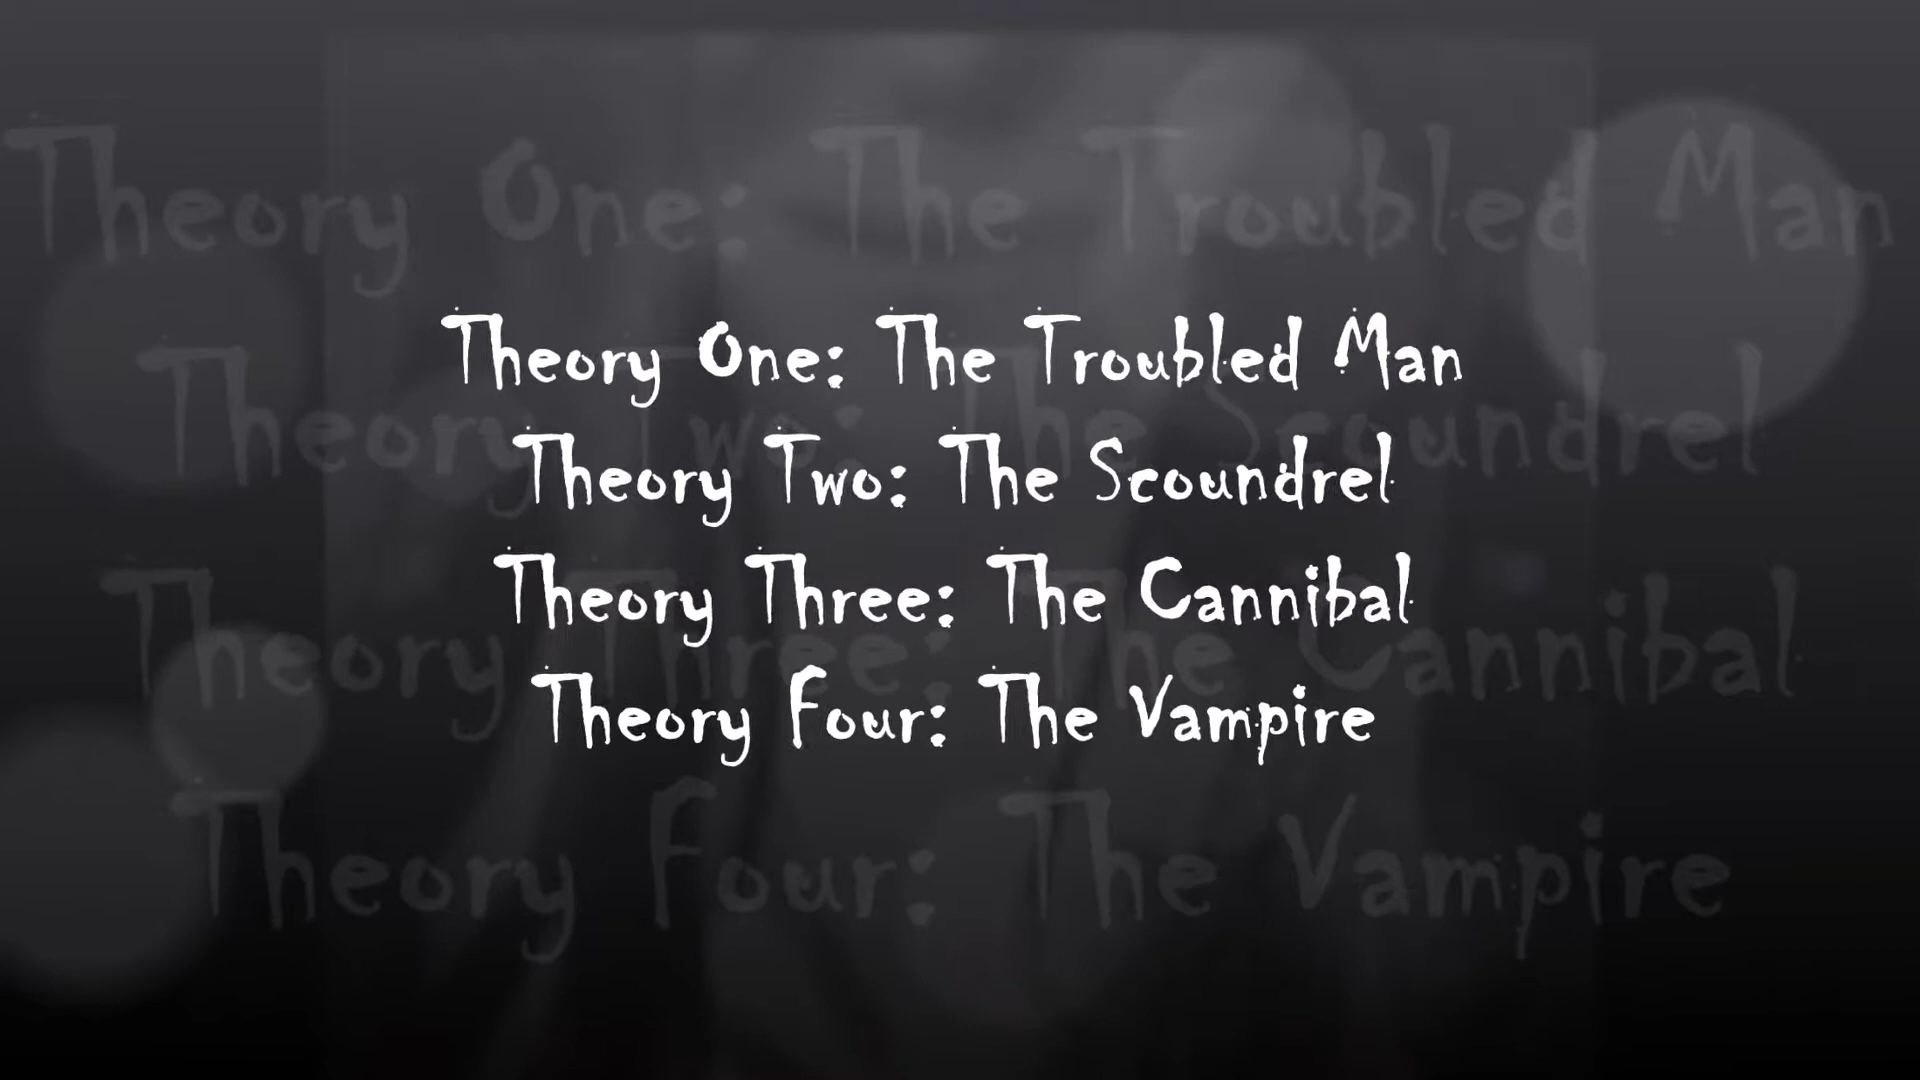 Theory One: The Troubled Man
Theory Two: The Scoundrel
Theory Three: The Cannibal
Theory Four: The Vampire